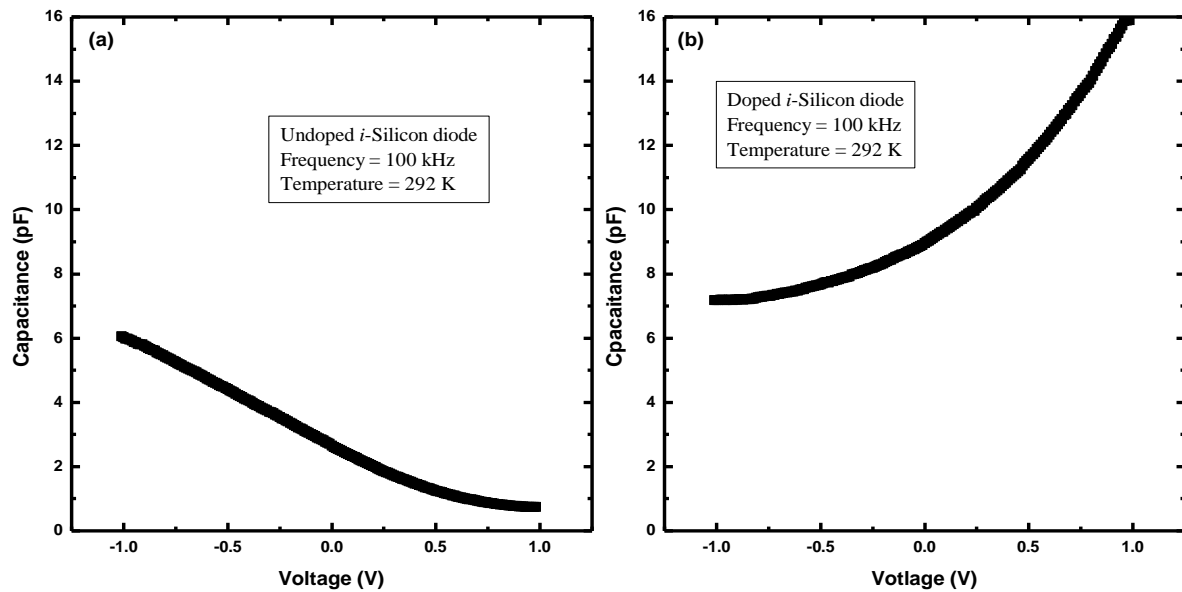 (a)
Undoped i-Silicon diode
Frequency = 100 kHz
Temperature = 292 K
16
14
12
10
8
6
4
2
0
Capacitance (pF)
-1.0
-0.5
0.0
0.5
1.0
Voltage (V)
(b)
Doped i-Silicon diode
Frequency = 100 kHz
Temperature = 292 K
16
14
12
10
8
6
4
2
0
Cpacaitance (pF)
-1.0
-0.5
0.0
0.5
1.0
Votlage (V)